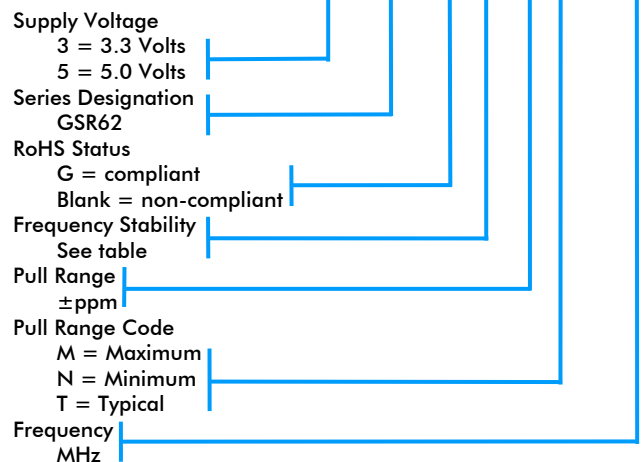 Supply Voltage
3 = 3.3 Volts
5 = 5.0 Volts
Series Designation
GSR62
RoHS Status
G = compliant
Blank = non-compliant
Frequency Stability
See table
Pull Range
±ppm
Pull Range Code
M = Maximum
N = Minimum
T = Typical
Frequency
MHz